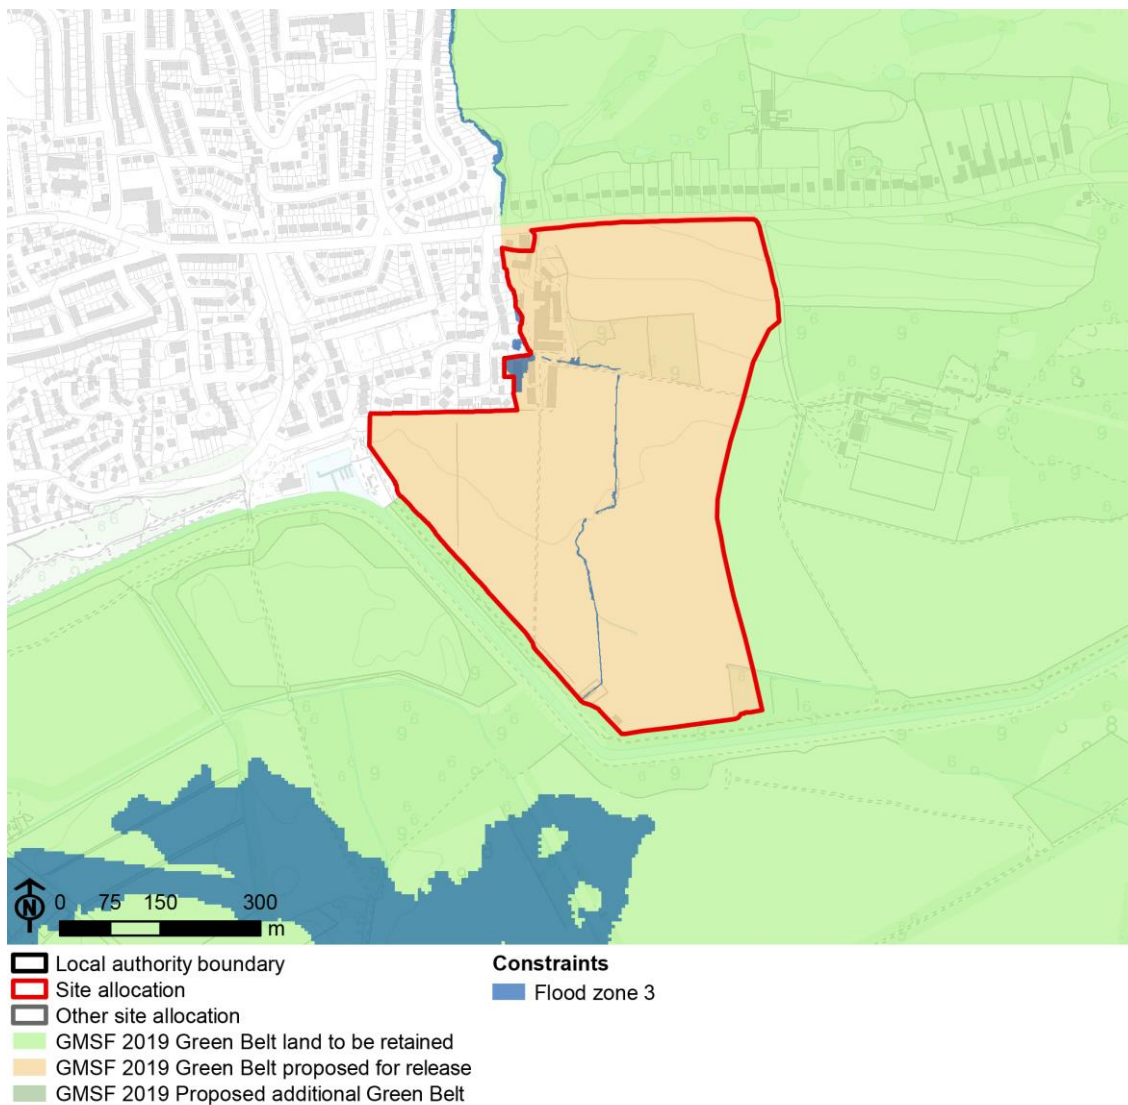 N
0 75 150 300
m
Local authority boundary
Site allocation
Other site allocation
GMSF 2019 Green Belt land to be retained
GMSF 2019 Green Belt proposed for release
GMSF 2019 Proposed additional Green Belt
Constraints
Flood zone 3